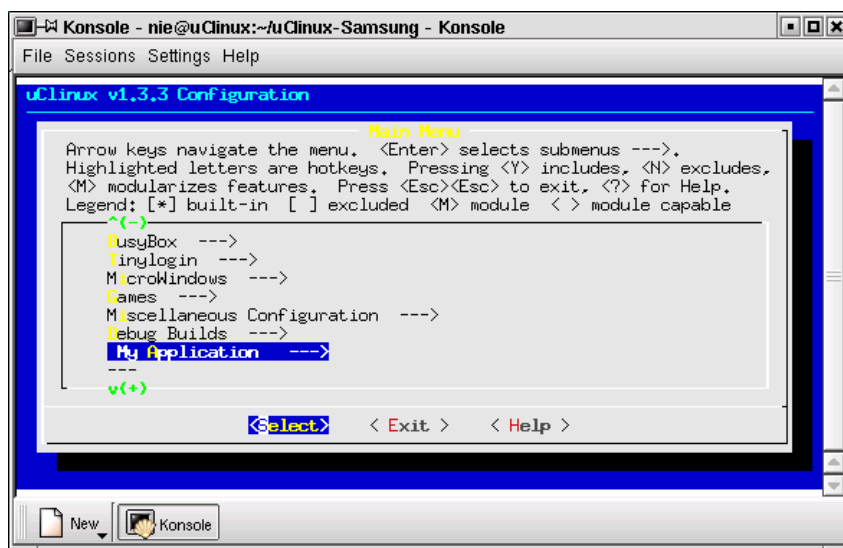 Konsole - nie@uClinux:~/uClinux-Samsung - Konsole
File Sessions Settings Help
uClinux v1.3.3 Configuration
Main Menu
Arrow keys navigate the menu. <Enter> selects submenus --->.
Highlighted letters are hotkeys. Pressing <Y> includes, <N> excludes,
<M> modularizes features. Press <Esc><Esc> to exit, <?> for Help.
Legend: [*] built-in [ ] excluded <M> module < > module capable
^(-)
BusyBox --->
Tinylogin --->
MicroWindows --->
Games --->
Miscellaneous Configuration --->
Debug Builds --->
My Application --->
---
v(+)
<Select> < Exit > < Help >
New Konsole